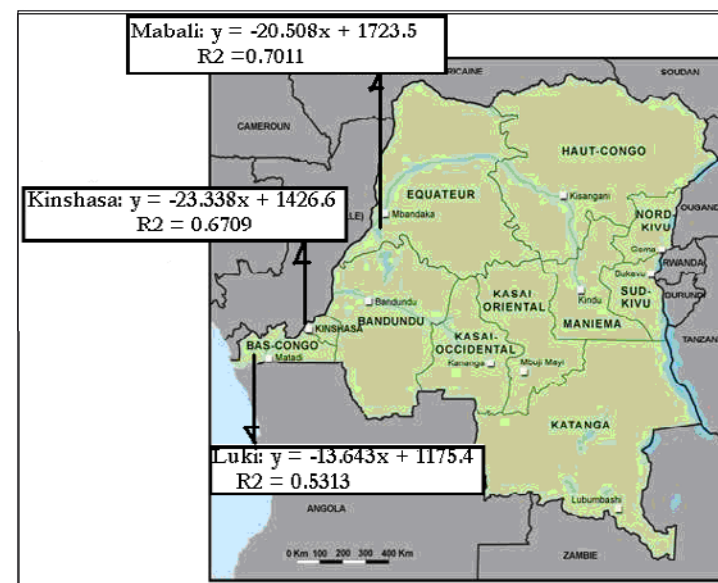 Mabali: y = -20.508x + 1723.5
R2 =0.7011
RICAINE
SOUDAN
CAMEROUN
HAUT-CONGO
Kinshasa: y = -23.338x + 1426.6
R2 = 0.6709
LE)
EQUATEUR
Kisangani
OUGAND
Mbandaka
NORD-
KIVU
Goma
RWANDA
Bukavu
SUD-
KIVU
BURUNDI
Bandundu
KASAI
ORIENTAL
Kindu
KINSHASA
BANDUNDU
MANIEMA
TANZAN
BAS-CONGO
KASAI-
OCCIDENTAL
Matadi
Kananga
Mbuji Mayi
KATANGA
Luki: y = -13.643x + 1175.4
R2 = 0.5313
Lubumbashi
ANGOLA
0 Km 100 200 300 400 Km
ZAMBIE